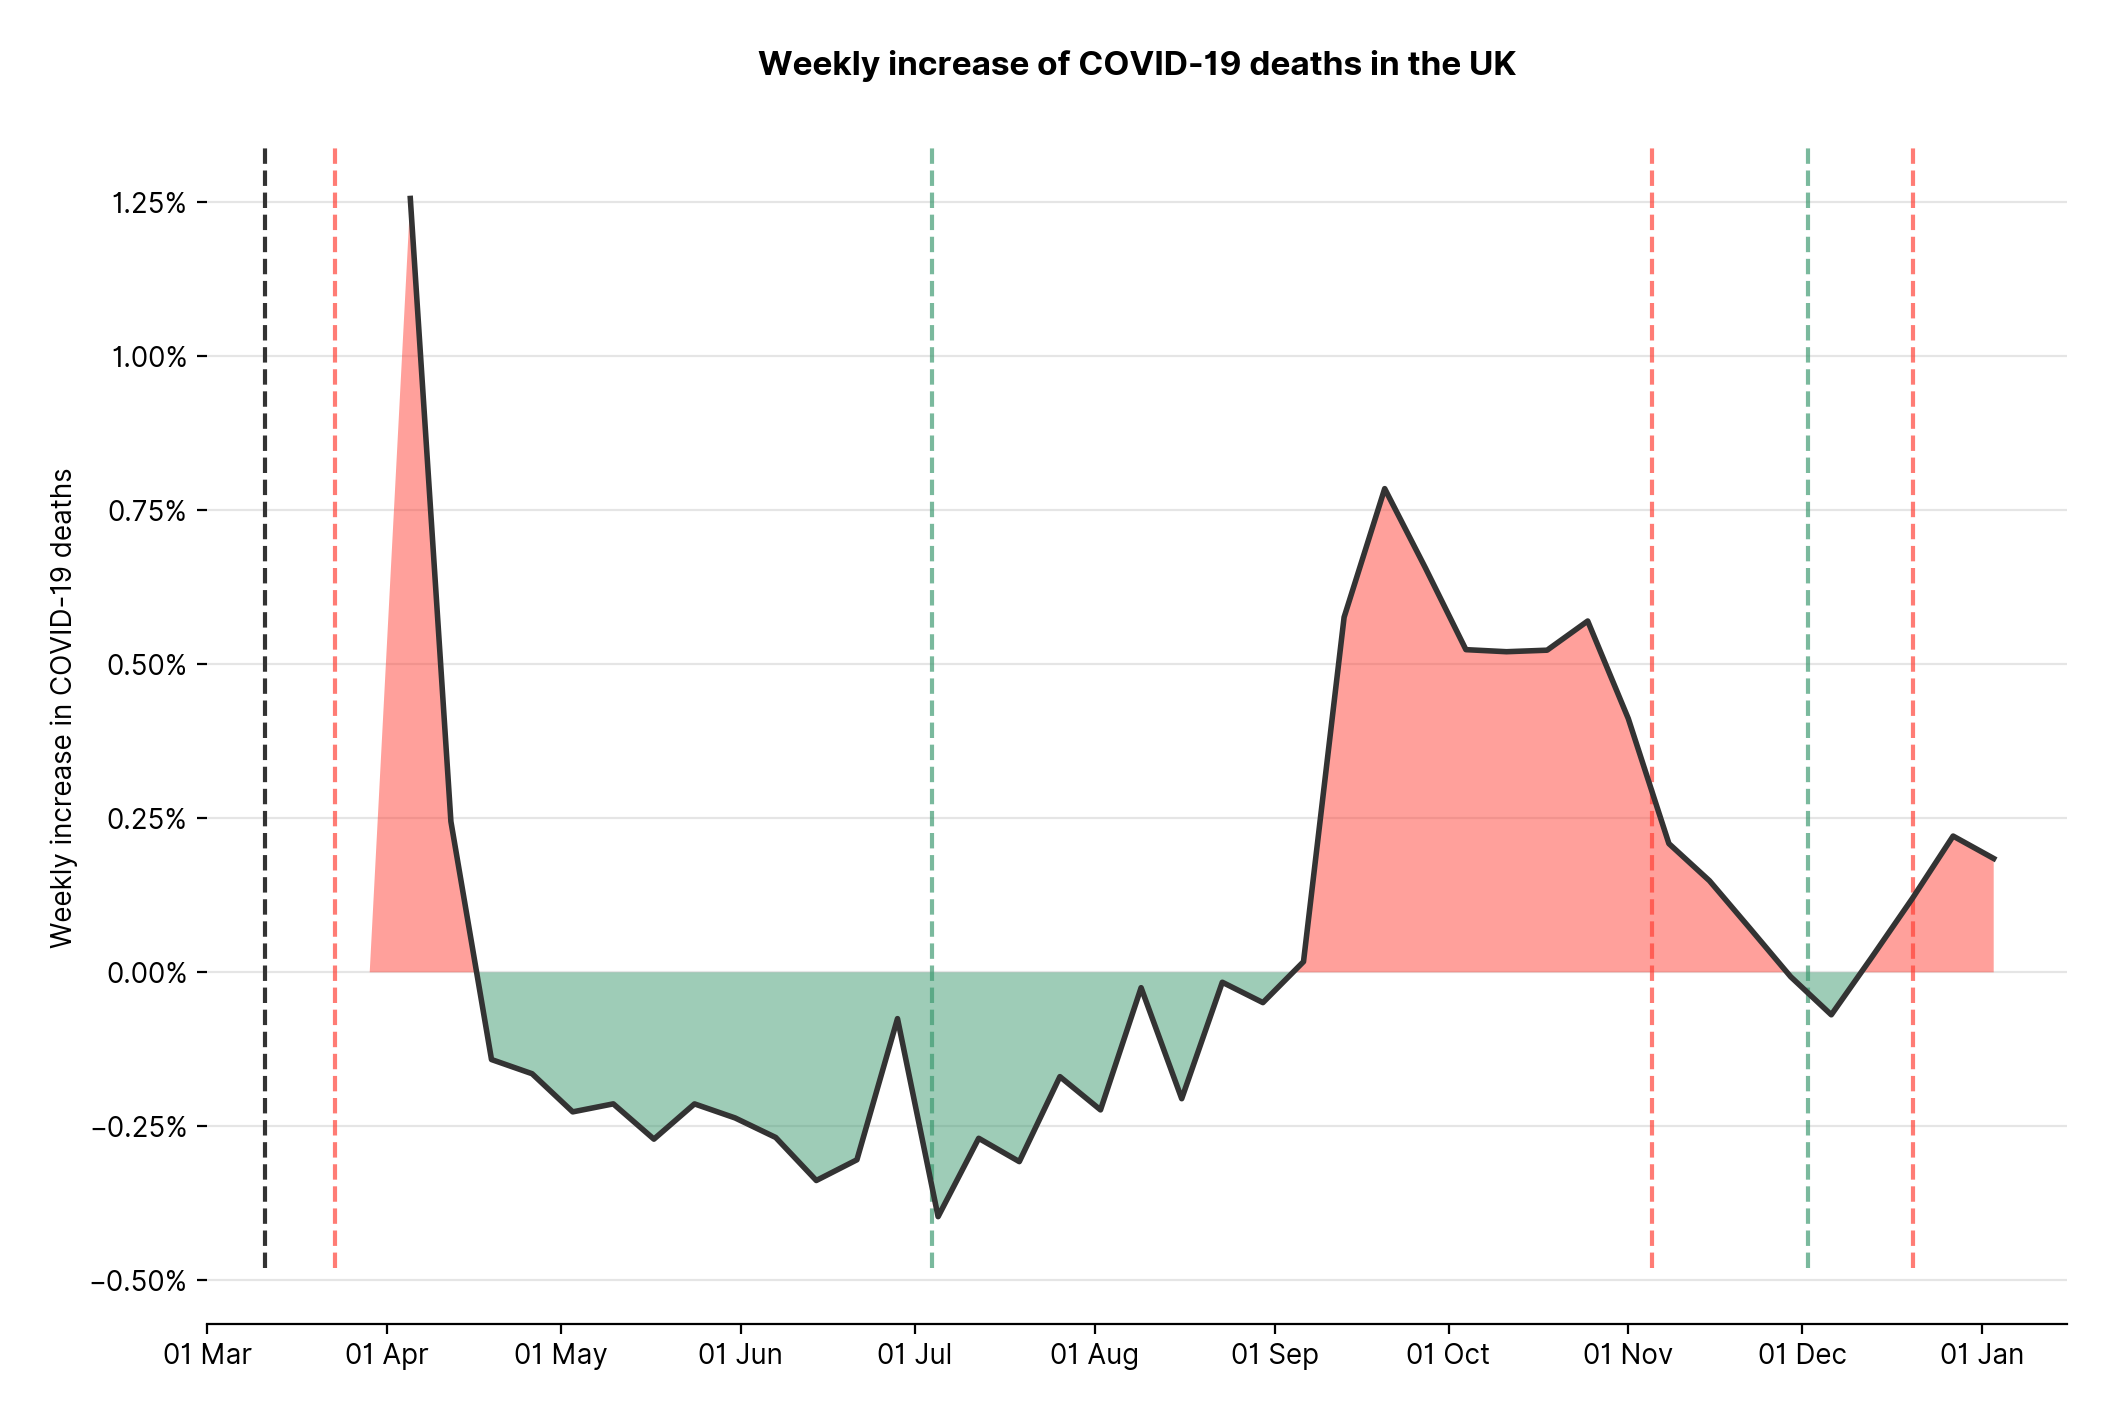 Weekly increase of COVID-19 deaths in the UK
Weekly increase in COVID-19 deaths
1.25%
1.00%
0.75%
0.50%
0.25%
0.00%
−0.25%
−0.50%
01 Mar
01 Apr
01 May
01 Jun
01 Jul
01 Aug
01 Sep
01 Oct
01 Nov
01 Dec
01 Jan